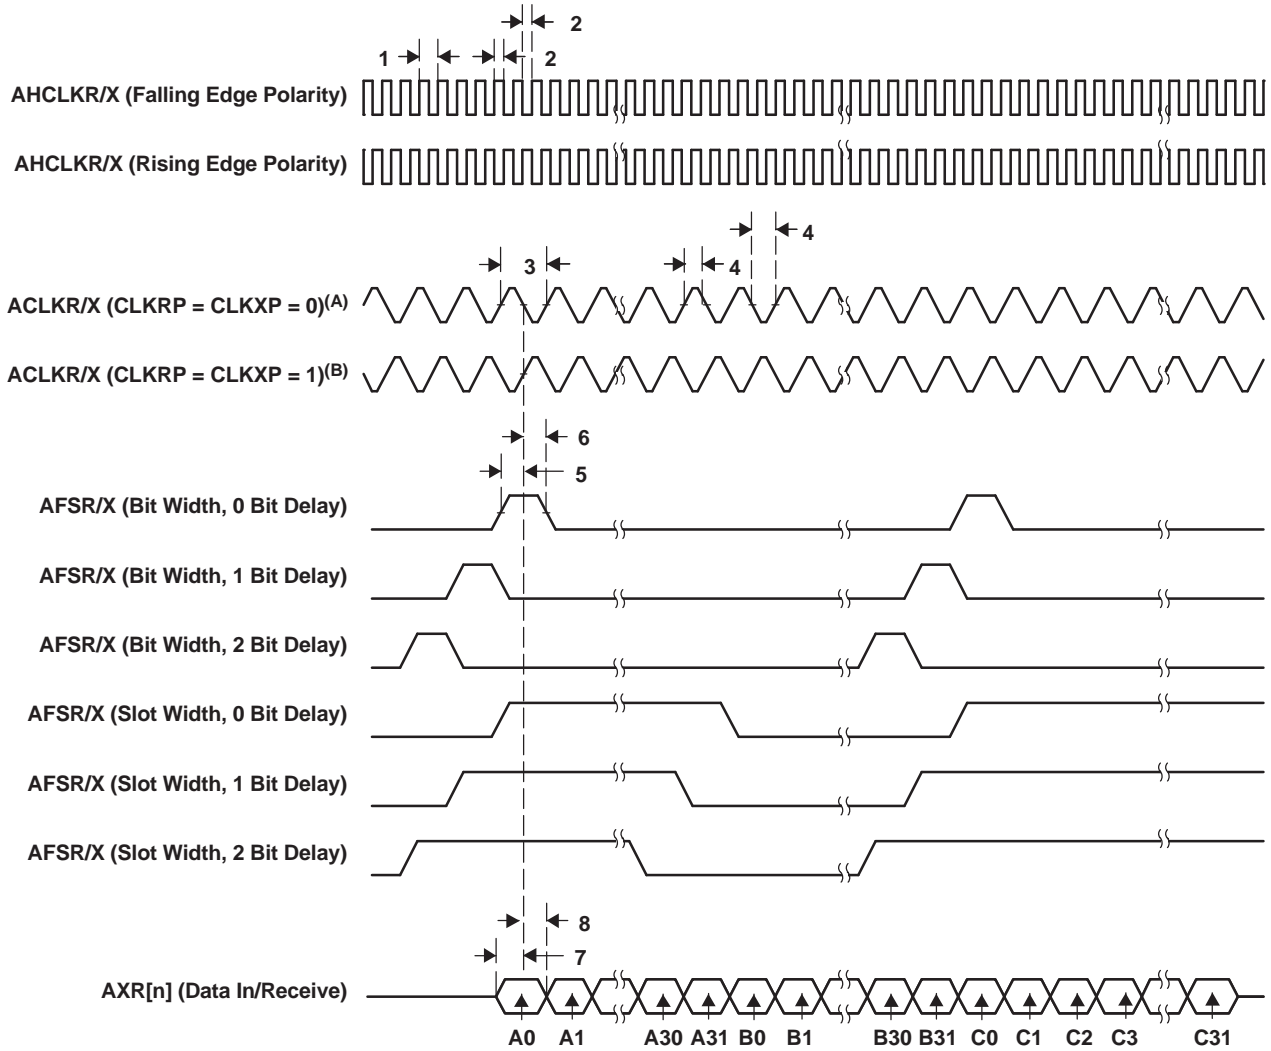 2
1
2
AHCLKR/X (Falling Edge Polarity)
AHCLKR/X (Rising Edge Polarity)
4
3
4
ACLKR/X (CLKRP = CLKXP = 0)(A)
ACLKR/X (CLKRP = CLKXP = 1)(B)
6
5
AFSR/X (Bit Width, 0 Bit Delay)
AFSR/X (Bit Width, 1 Bit Delay)
AFSR/X (Bit Width, 2 Bit Delay)
AFSR/X (Slot Width, 0 Bit Delay)
AFSR/X (Slot Width, 1 Bit Delay)
AFSR/X (Slot Width, 2 Bit Delay)
8
7
AXR[n] (Data In/Receive)
A0 A1 A30 A31 B0 B1 B30 B31 C0 C1 C2 C3 C31